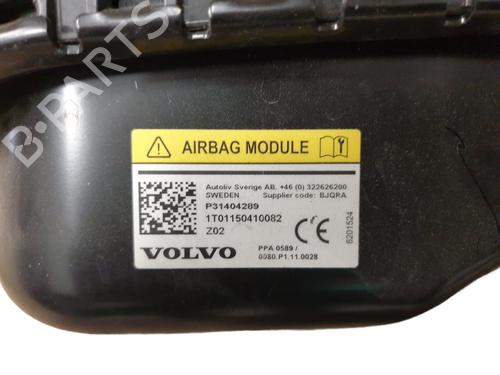 B-PARTS
AIRBAG MODULE
Autoliv Sverige AB. +46 (0) 322626200
SWEDEN Supplier code: BJQRA
P31404289
1T01150410082
Z02
VOLVO
PPA 0589 /
0080.P1.11.0028
CE
6201524